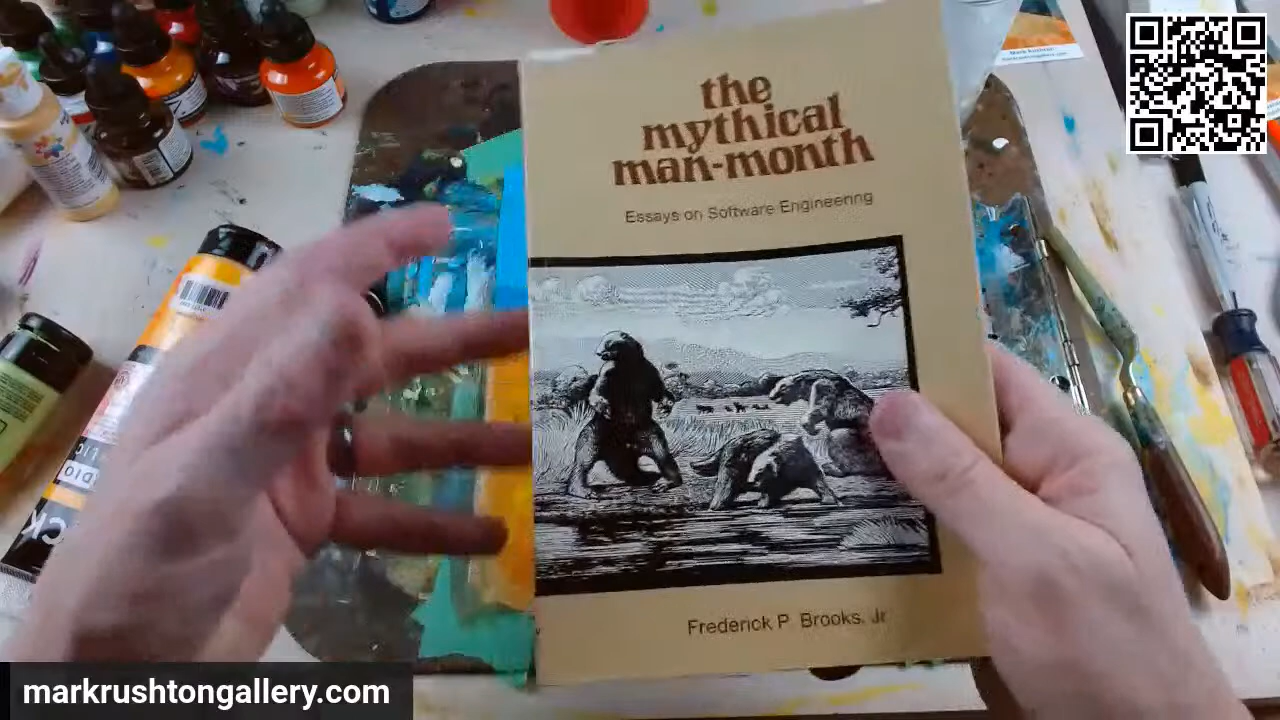 the
mythical
man-month
Essays on Software Engineering
Frederick P. Brooks, Jr
markrushtongallery.com